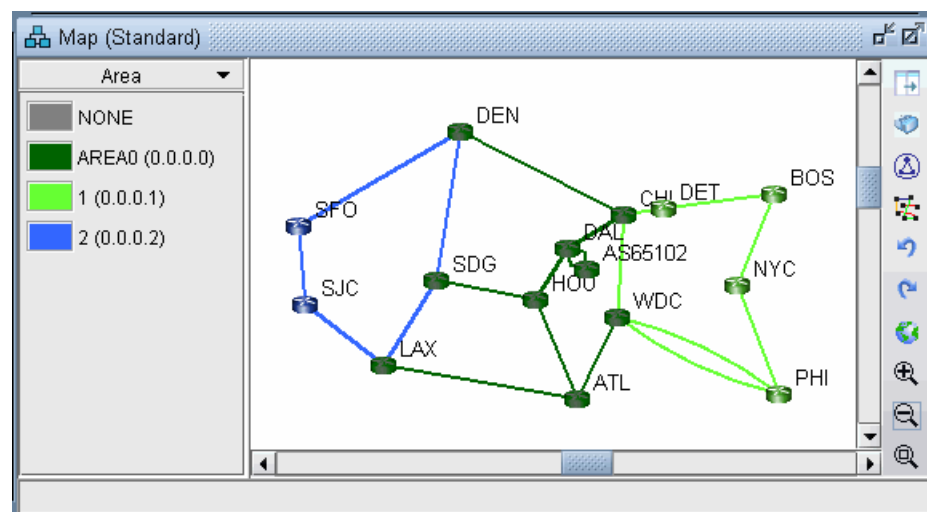 Map (Standard)
Area
NONE
AREA0 (0.0.0.0)
1 (0.0.0.1)
2 (0.0.0.2)
DEN
SFO
CHI
DET
BOS
DAL
AS65102
SDG
HOU
NYC
SJC
WDC
LAX
ATL
PHI